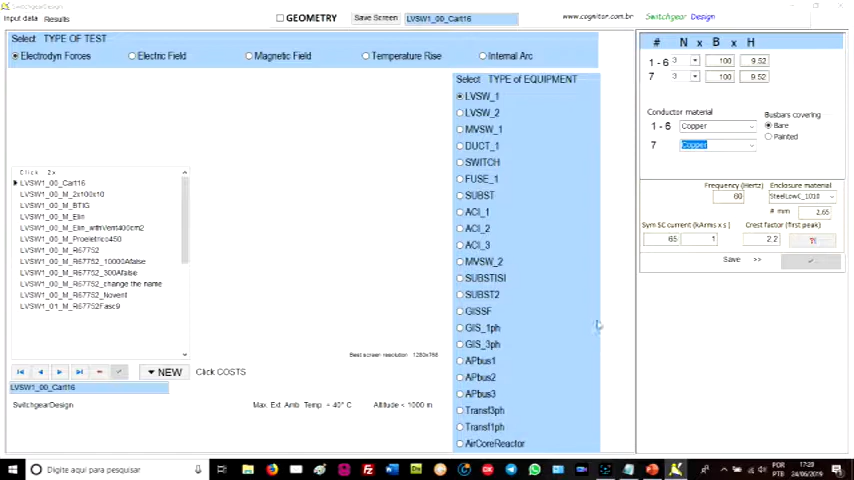 SwitchgearDesign
Input data Results
GEOMETRY
Save Screen
LVSW1_00_Cart16
www.cognitor.com.br
Switchgear Design
Select TYPE OF TEST
Electrodyn Forces
Electric Field
Magnetic Field
Temperature Rise
Internal Arc
Select TYPE of EQUIPMENT
LVSW_1
LVSW_2
MVSW_1
DUCT_1
SWITCH
FUSE_1
SUBST
ACI_1
ACI_2
ACI_3
MVSW_2
SUBSTISI
SUBST2
GISSF
GIS_1ph
GIS_3ph
APbus1
APbus2
APbus3
Transf3ph
Transf1ph
AirCoreReactor
Click 2x
LVSW1_00_Cart16
LVSW1_00_M_2x100x10
LVSW1_00_M_BTIG
LVSW1_00_M_Elin
LVSW1_00_M_Elin_withVent400cm2
LVSW1_00_M_Proeletrico450
LVSW1_00_M_R67752
LVSW1_00_M_R67752_10000Afalse
LVSW1_00_M_R67752_300Afalse
LVSW1_00_M_R67752_change the name
LVSW1_00_M_R67752_Novent
LVSW1_01_M_R67752Fasc9
Best screen resolution 1280x768
NEW
Click COSTS
LVSW1_00_Cart16
SwitchgearDesign
Max Ext Amb Temp = 40° C
Altitude < 1000 m
# N x B x H
1 - 6 3 100 9.52
7 3 100 9.52
Conductor material
1 - 6 Copper
7 Copper
Busbars covering
Bare
Painted
Frequency (Hertz)
60
Enclosure material
SteelLowC_1010
# mm 2.65
Sym SC current (kArms x s)
65 1
Crest factor (first peak)
2.2
?(
Save >>
Digite aqui para pesquisar
POR
PTB
17:28
24/06/2019